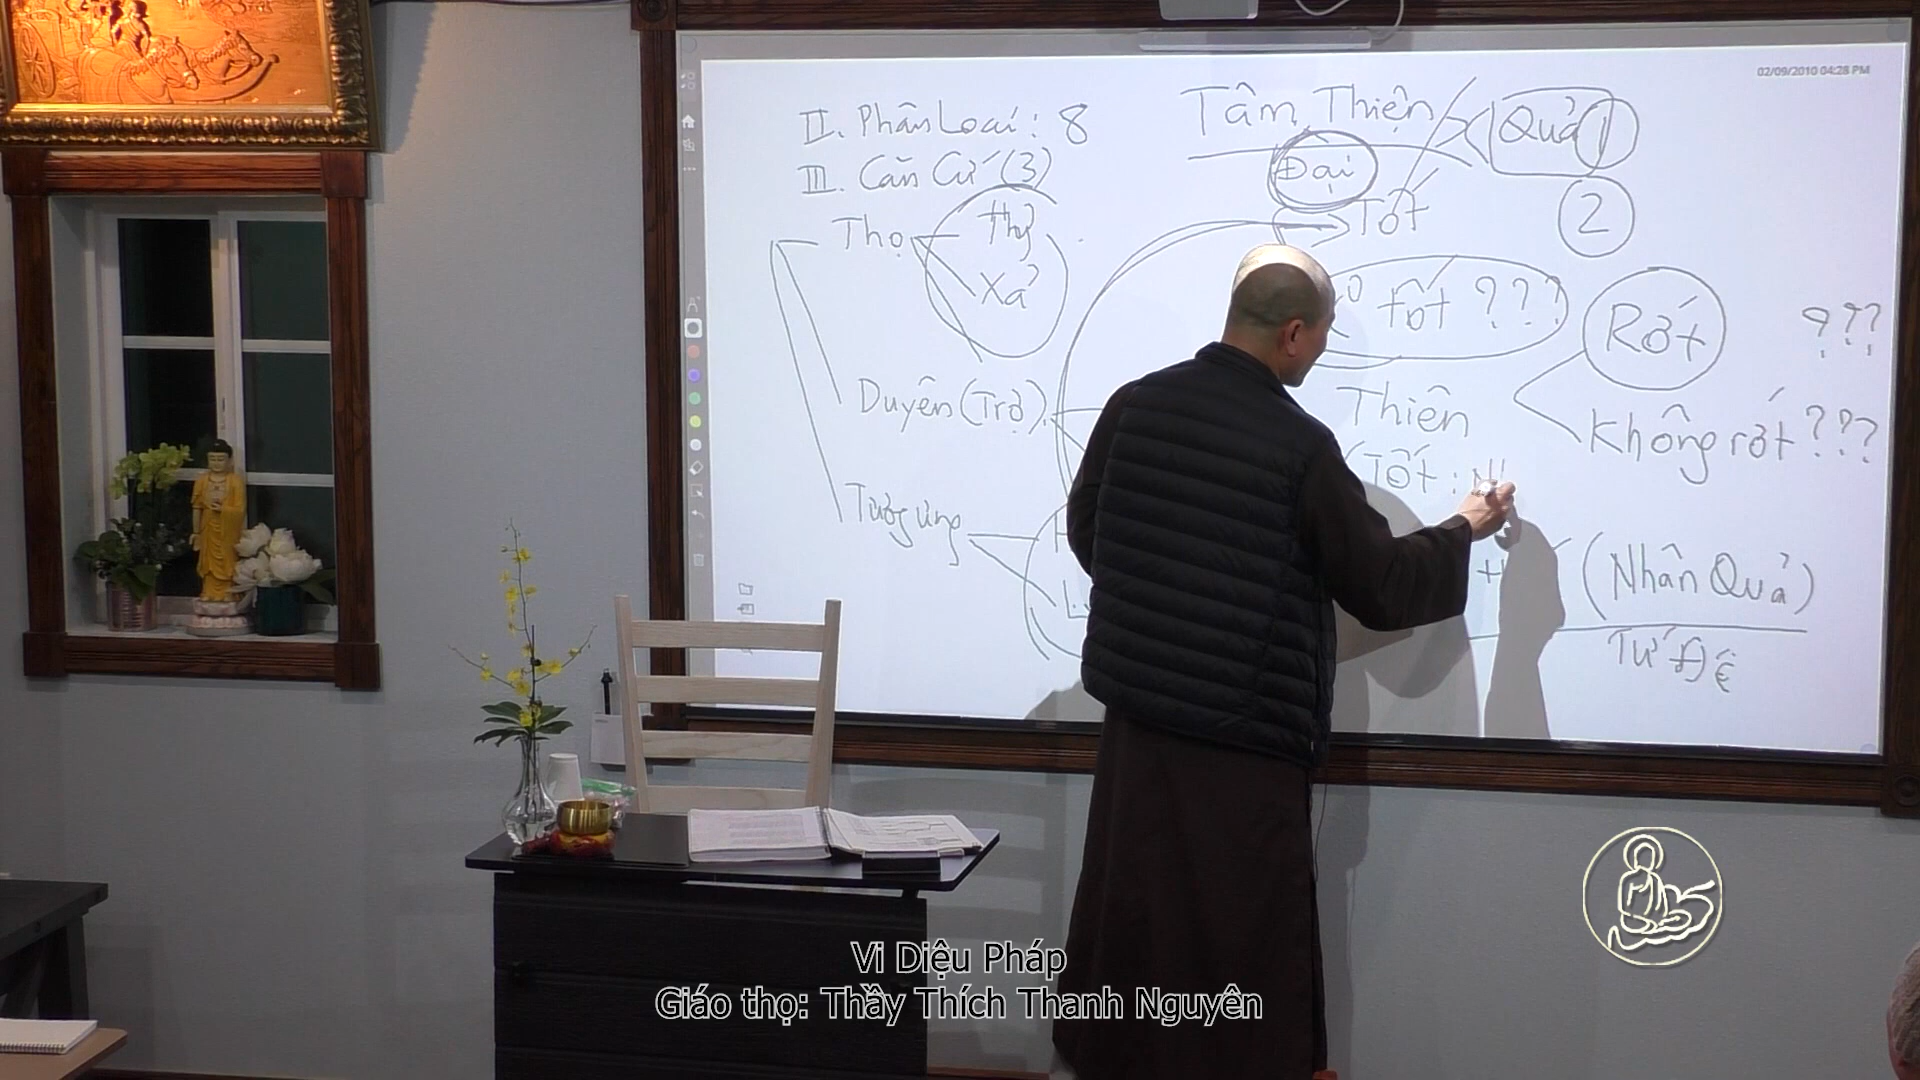 02/09/2010 04:28 PM
II. Phân Loại: 8
Tâm Thiện
Quả 1
III. Căn Cứ (3)
Đại
Thọ
Hỷ
Tốt
2
Xả
tốt ???
Rớt
???
Duyên (Trợ)
Thiện
Không rớt ???
(Tốt :
Tương ưng
(Nhân Quả)
Tứ Đế
Vi Diệu Pháp
Giáo thọ: Thầy Thích Thanh Nguyên